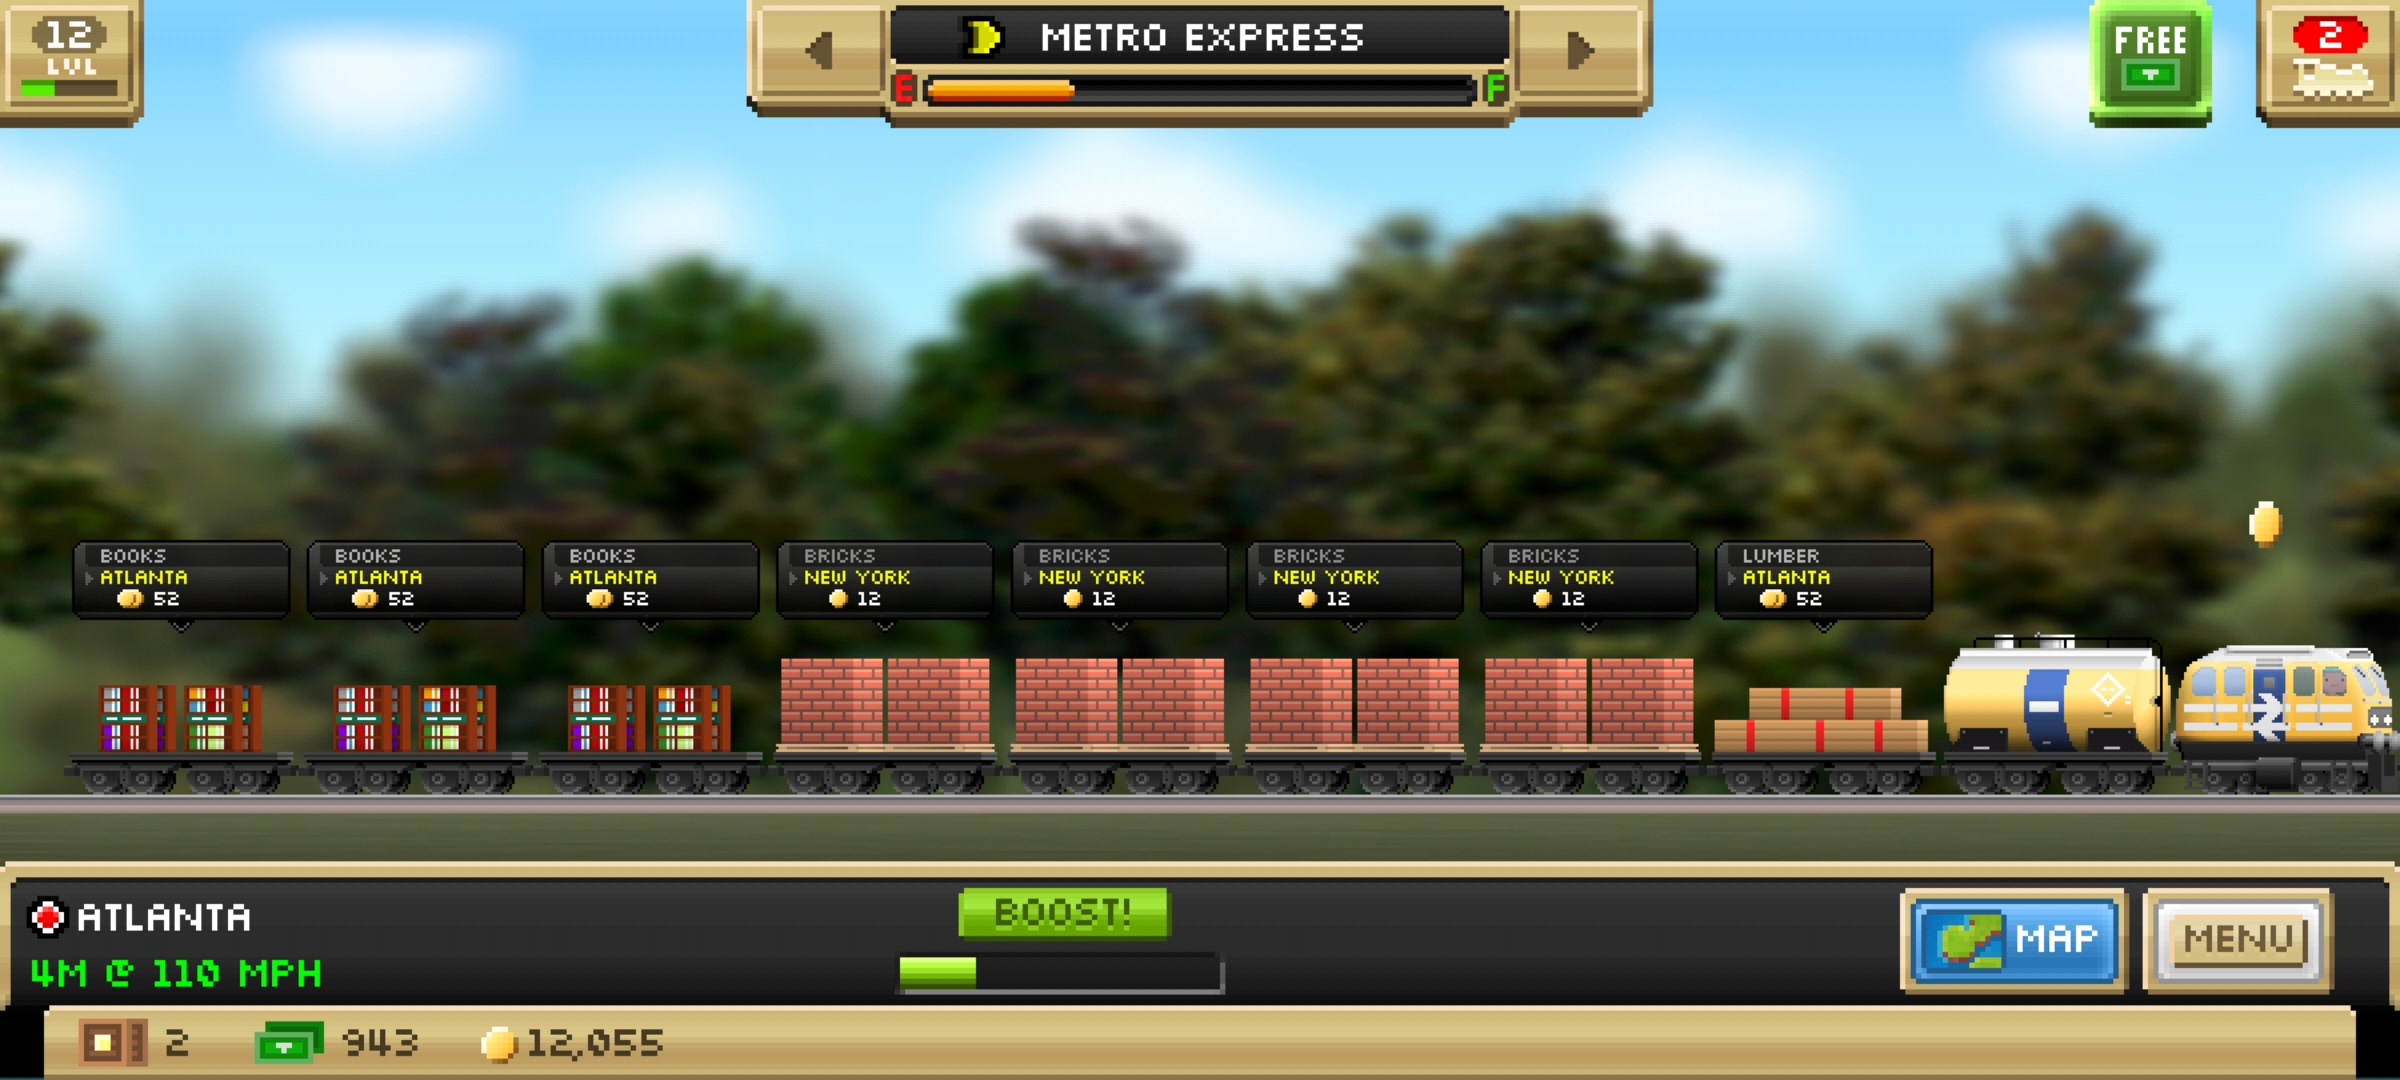 12
LVL
METRO EXPRESS
E
F
FREE
2
BOOKS
ATLANTA
52
BOOKS
ATLANTA
52
BOOKS
ATLANTA
52
BRICKS
NEW YORK
12
BRICKS
NEW YORK
12
BRICKS
NEW YORK
12
BRICKS
NEW YORK
12
LUMBER
ATLANTA
52
ATLANTA
4M @ 110 MPH
BOOST!
MAP
MENU
2
943
12,055